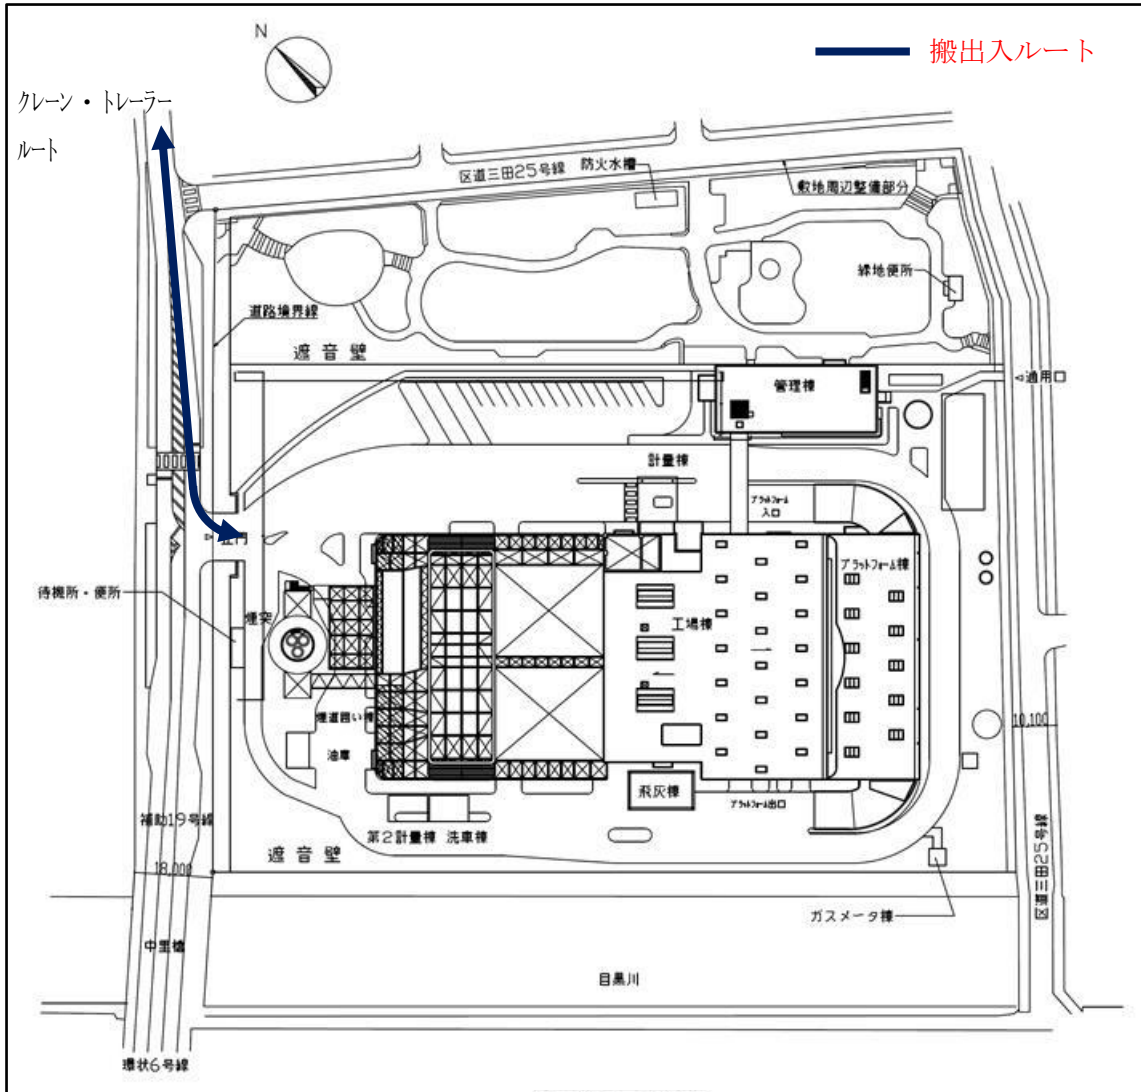 N
搬出入ルート
クレーン・トレーラー
ルート
区道三田25号線
防火水槽
敷地周辺整備部分
緑地便所
道路境界線
遮音壁
管理棟
◁通用口
計量棟
プラットフォーム
入口
プラットフォーム棟
正門
待機所・便所
煙突
工場棟
煙道囲い棟
油庫
10,100
飛灰棟
プラットフォーム出口
補助19号線
第2計量棟
洗車棟
遮音壁
18,000
区道三田25号線
ガスメータ棟
中里橋
目黒川
環状6号線